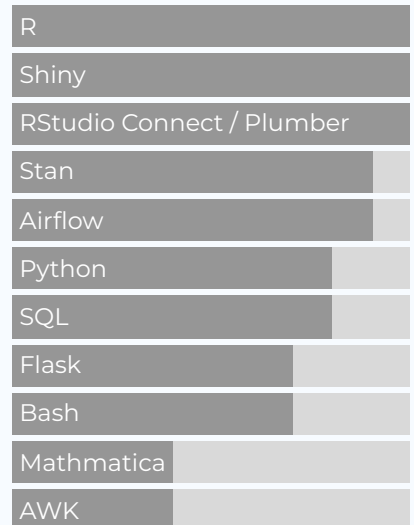 R
Shiny
RStudio Connect / Plumber
Stan
Airflow
Python
SQL
Flask
Bash
Mathmatica
AWK